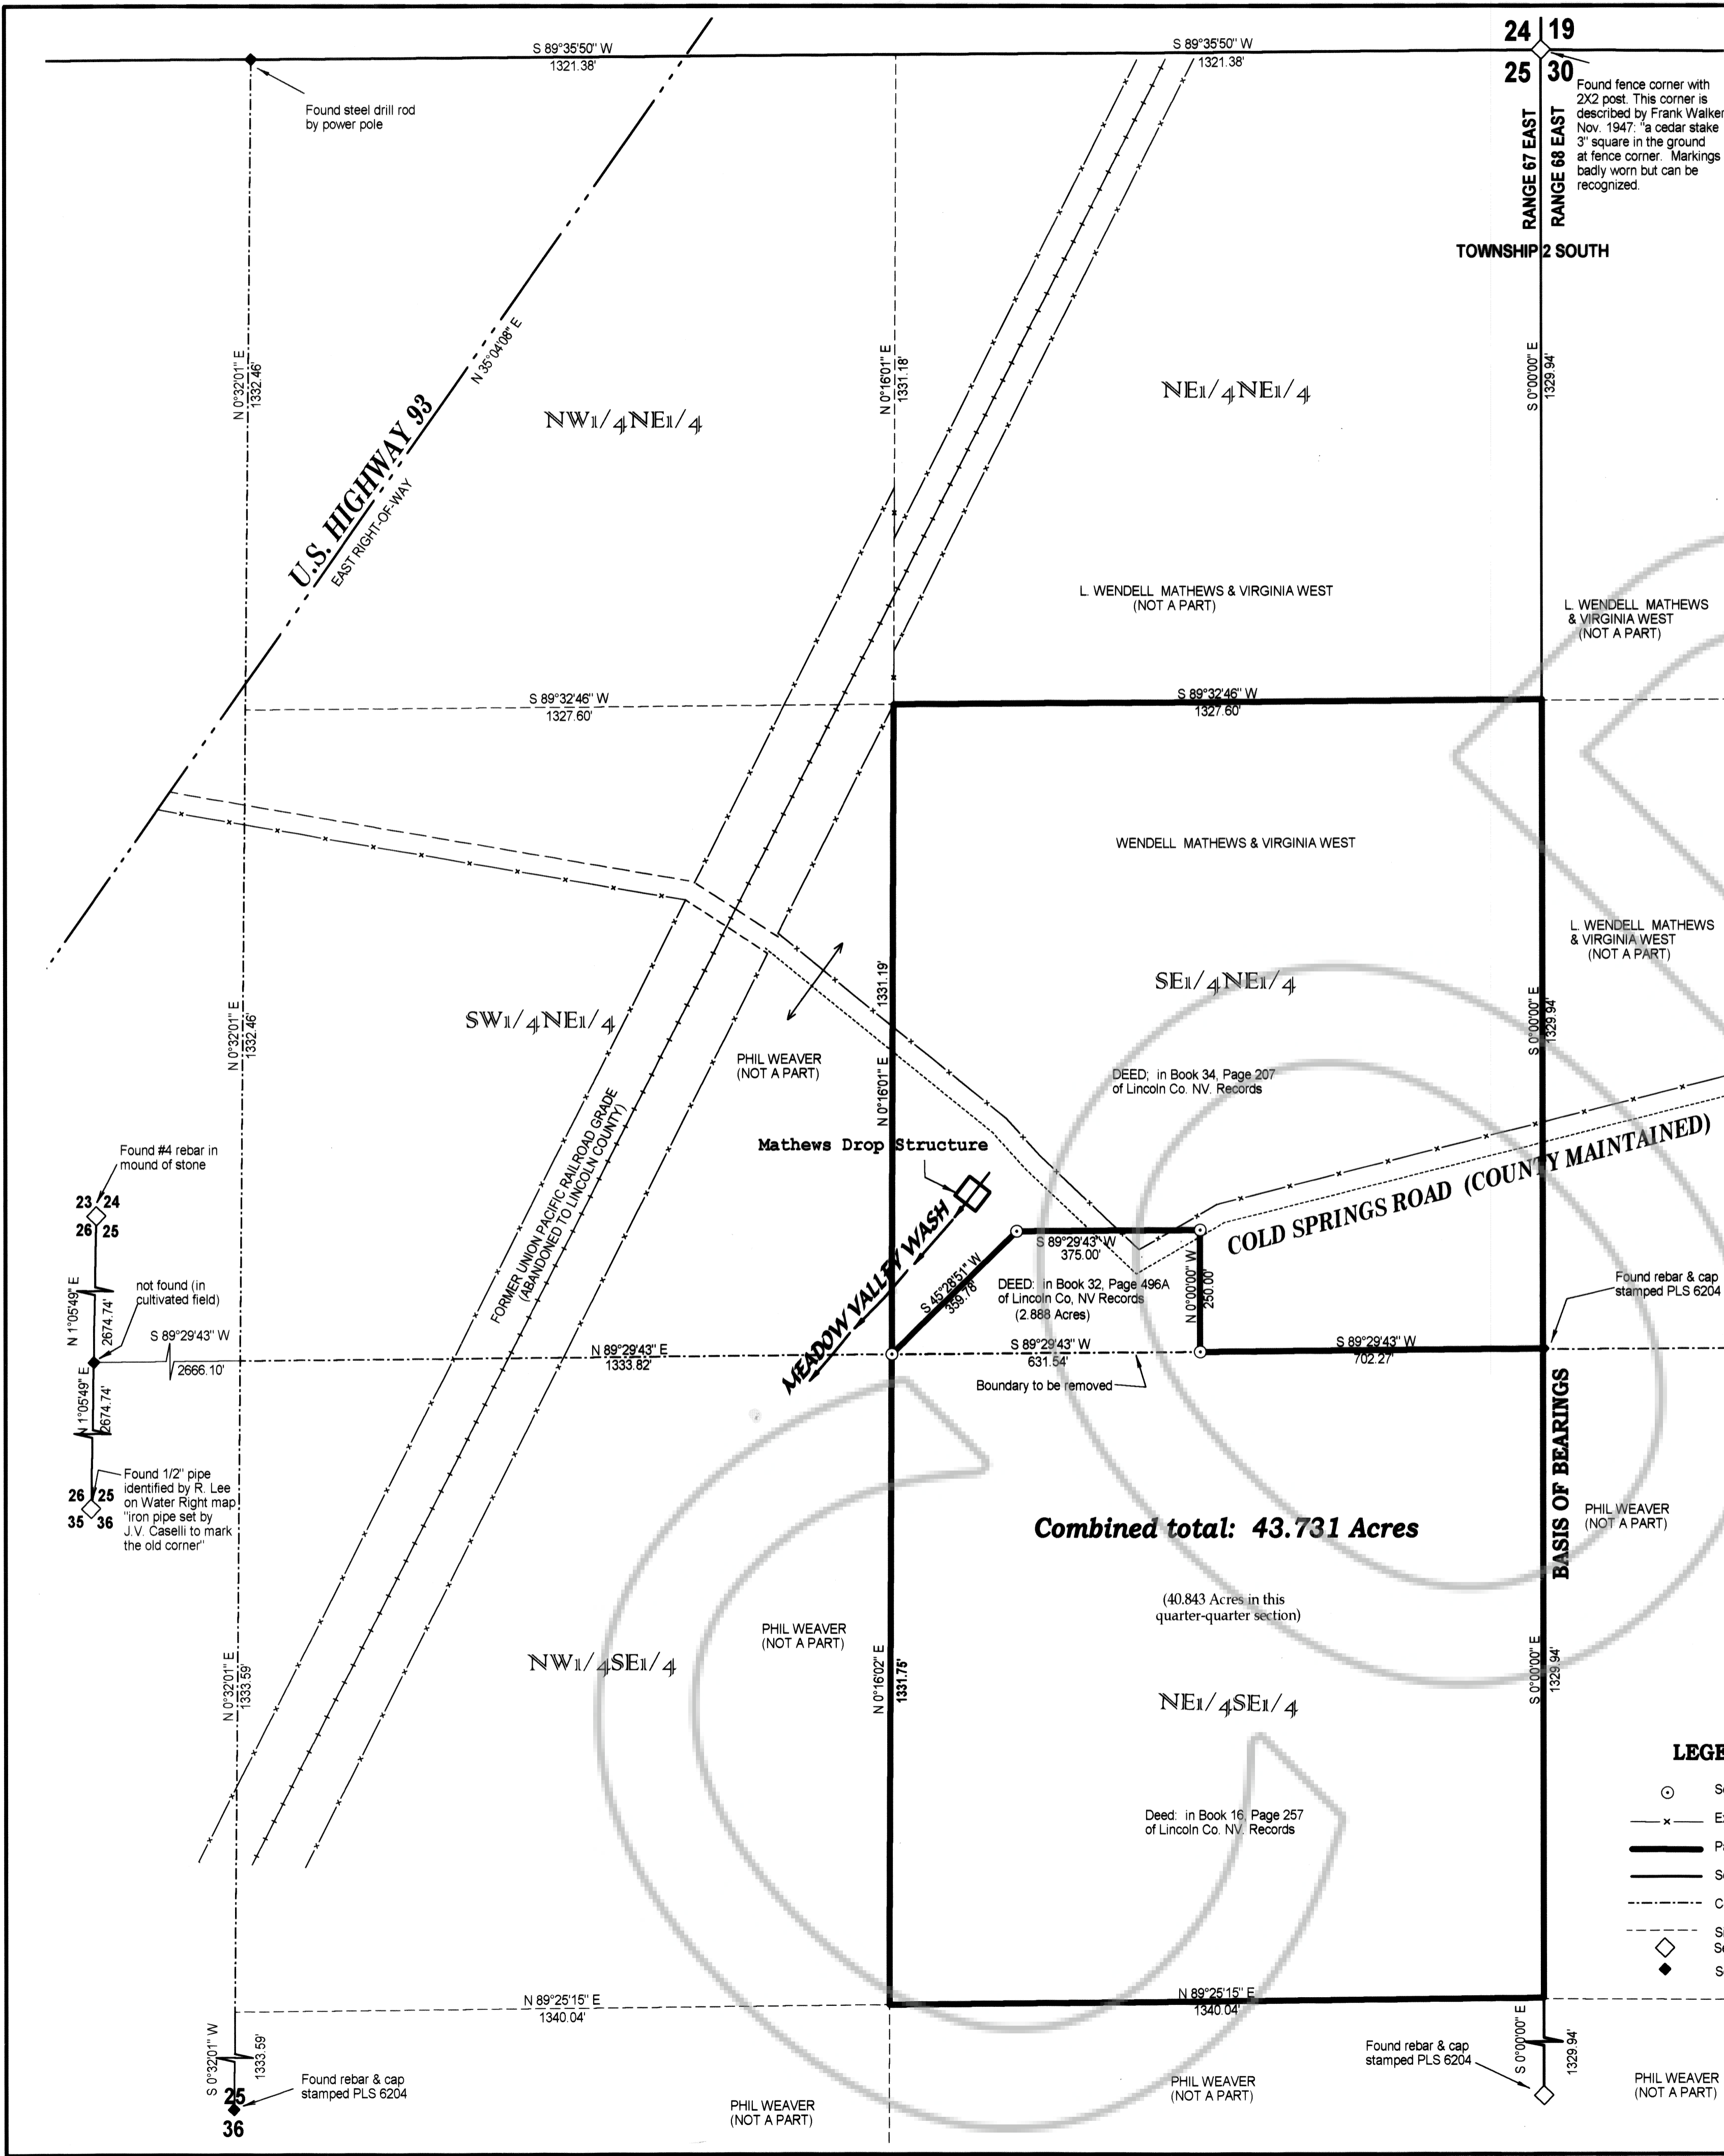 S 89°35'50" W
1321.38'
S 89°35'50" W
1321.38'
24 19
25 30
Found steel drill rod
by power pole
Found fence corner with
2X2 post. This corner is
described by Frank Walker
Nov. 1947: "a cedar stake
3" square in the ground
at fence corner. Markings
badly worn but can be
recognized.
RANGE 67 EAST
RANGE 68 EAST
TOWNSHIP 2 SOUTH
N 0°32'01" E
1332.46'
N 35°04'08" E
N 0°16'01" E
1331.18'
S 0°00'00" E
1329.94'
NW1/4NE1/4
NE1/4NE1/4
U.S. HIGHWAY 93
EAST RIGHT-OF-WAY
L. WENDELL MATHEWS & VIRGINIA WEST
(NOT A PART)
L. WENDELL MATHEWS
& VIRGINIA WEST
(NOT A PART)
S 89°32'46" W
1327.60'
S 89°32'46" W
1327.60'
WENDELL MATHEWS & VIRGINIA WEST
L. WENDELL MATHEWS
& VIRGINIA WEST
(NOT A PART)
N 0°32'01" E
1332.46'
1331.19'
N 0°16'01" E
SE1/4NE1/4
S 0°00'00" E
1329.94'
SW1/4NE1/4
PHIL WEAVER
(NOT A PART)
DEED; in Book 34, Page 207
of Lincoln Co. NV. Records
FORMER UNION PACIFIC RAILROAD GRADE
(ABANDONED TO LINCOLN COUNTY)
Mathews Drop Structure
COLD SPRINGS ROAD (COUNTY MAINTAINED)
Found #4 rebar in
mound of stone
23 24
26 25
MEADOW VALLEY WASH
S 89°29'43" W
375.00'
S 45°28'51" W
359.78'
DEED: in Book 32, Page 496A
of Lincoln Co, NV Records
(2.888 Acres)
N 0°00'00" W
250.00'
not found (in
cultivated field)
N 1°05'49" E
2674.74'
Found rebar & cap
stamped PLS 6204
S 89°29'43" W
2666.10'
N 89°29'43" E
1333.82'
S 89°29'43" W
631.54'
S 89°29'43" W
702.27'
Boundary to be removed
N 1°05'49" E
2674.74'
BASIS OF BEARINGS
Found 1/2" pipe
identified by R. Lee
on Water Right map
"iron pipe set by
J.V. Caselli to mark
the old corner"
26 25
35 36
Combined total: 43.731 Acres
PHIL WEAVER
(NOT A PART)
(40.843 Acres in this
quarter-quarter section)
PHIL WEAVER
(NOT A PART)
N 0°32'01" E
1333.59'
NW1/4SE1/4
N 0°16'02" E
1331.75'
NE1/4SE1/4
S 0°00'00" E
1329.94'
Deed: in Book 16, Page 257
of Lincoln Co. NV. Records
N 89°25'15" E
1340.04'
N 89°25'15" E
1340.04'
S 0°32'01" W
1333.59'
Found rebar & cap
stamped PLS 6204
25
36
PHIL WEAVER
(NOT A PART)
PHIL WEAVER
(NOT A PART)
Found rebar & cap
stamped PLS 6204
S 0°00'00" E
1329.94'
PHIL WEAVER
(NOT A PART)